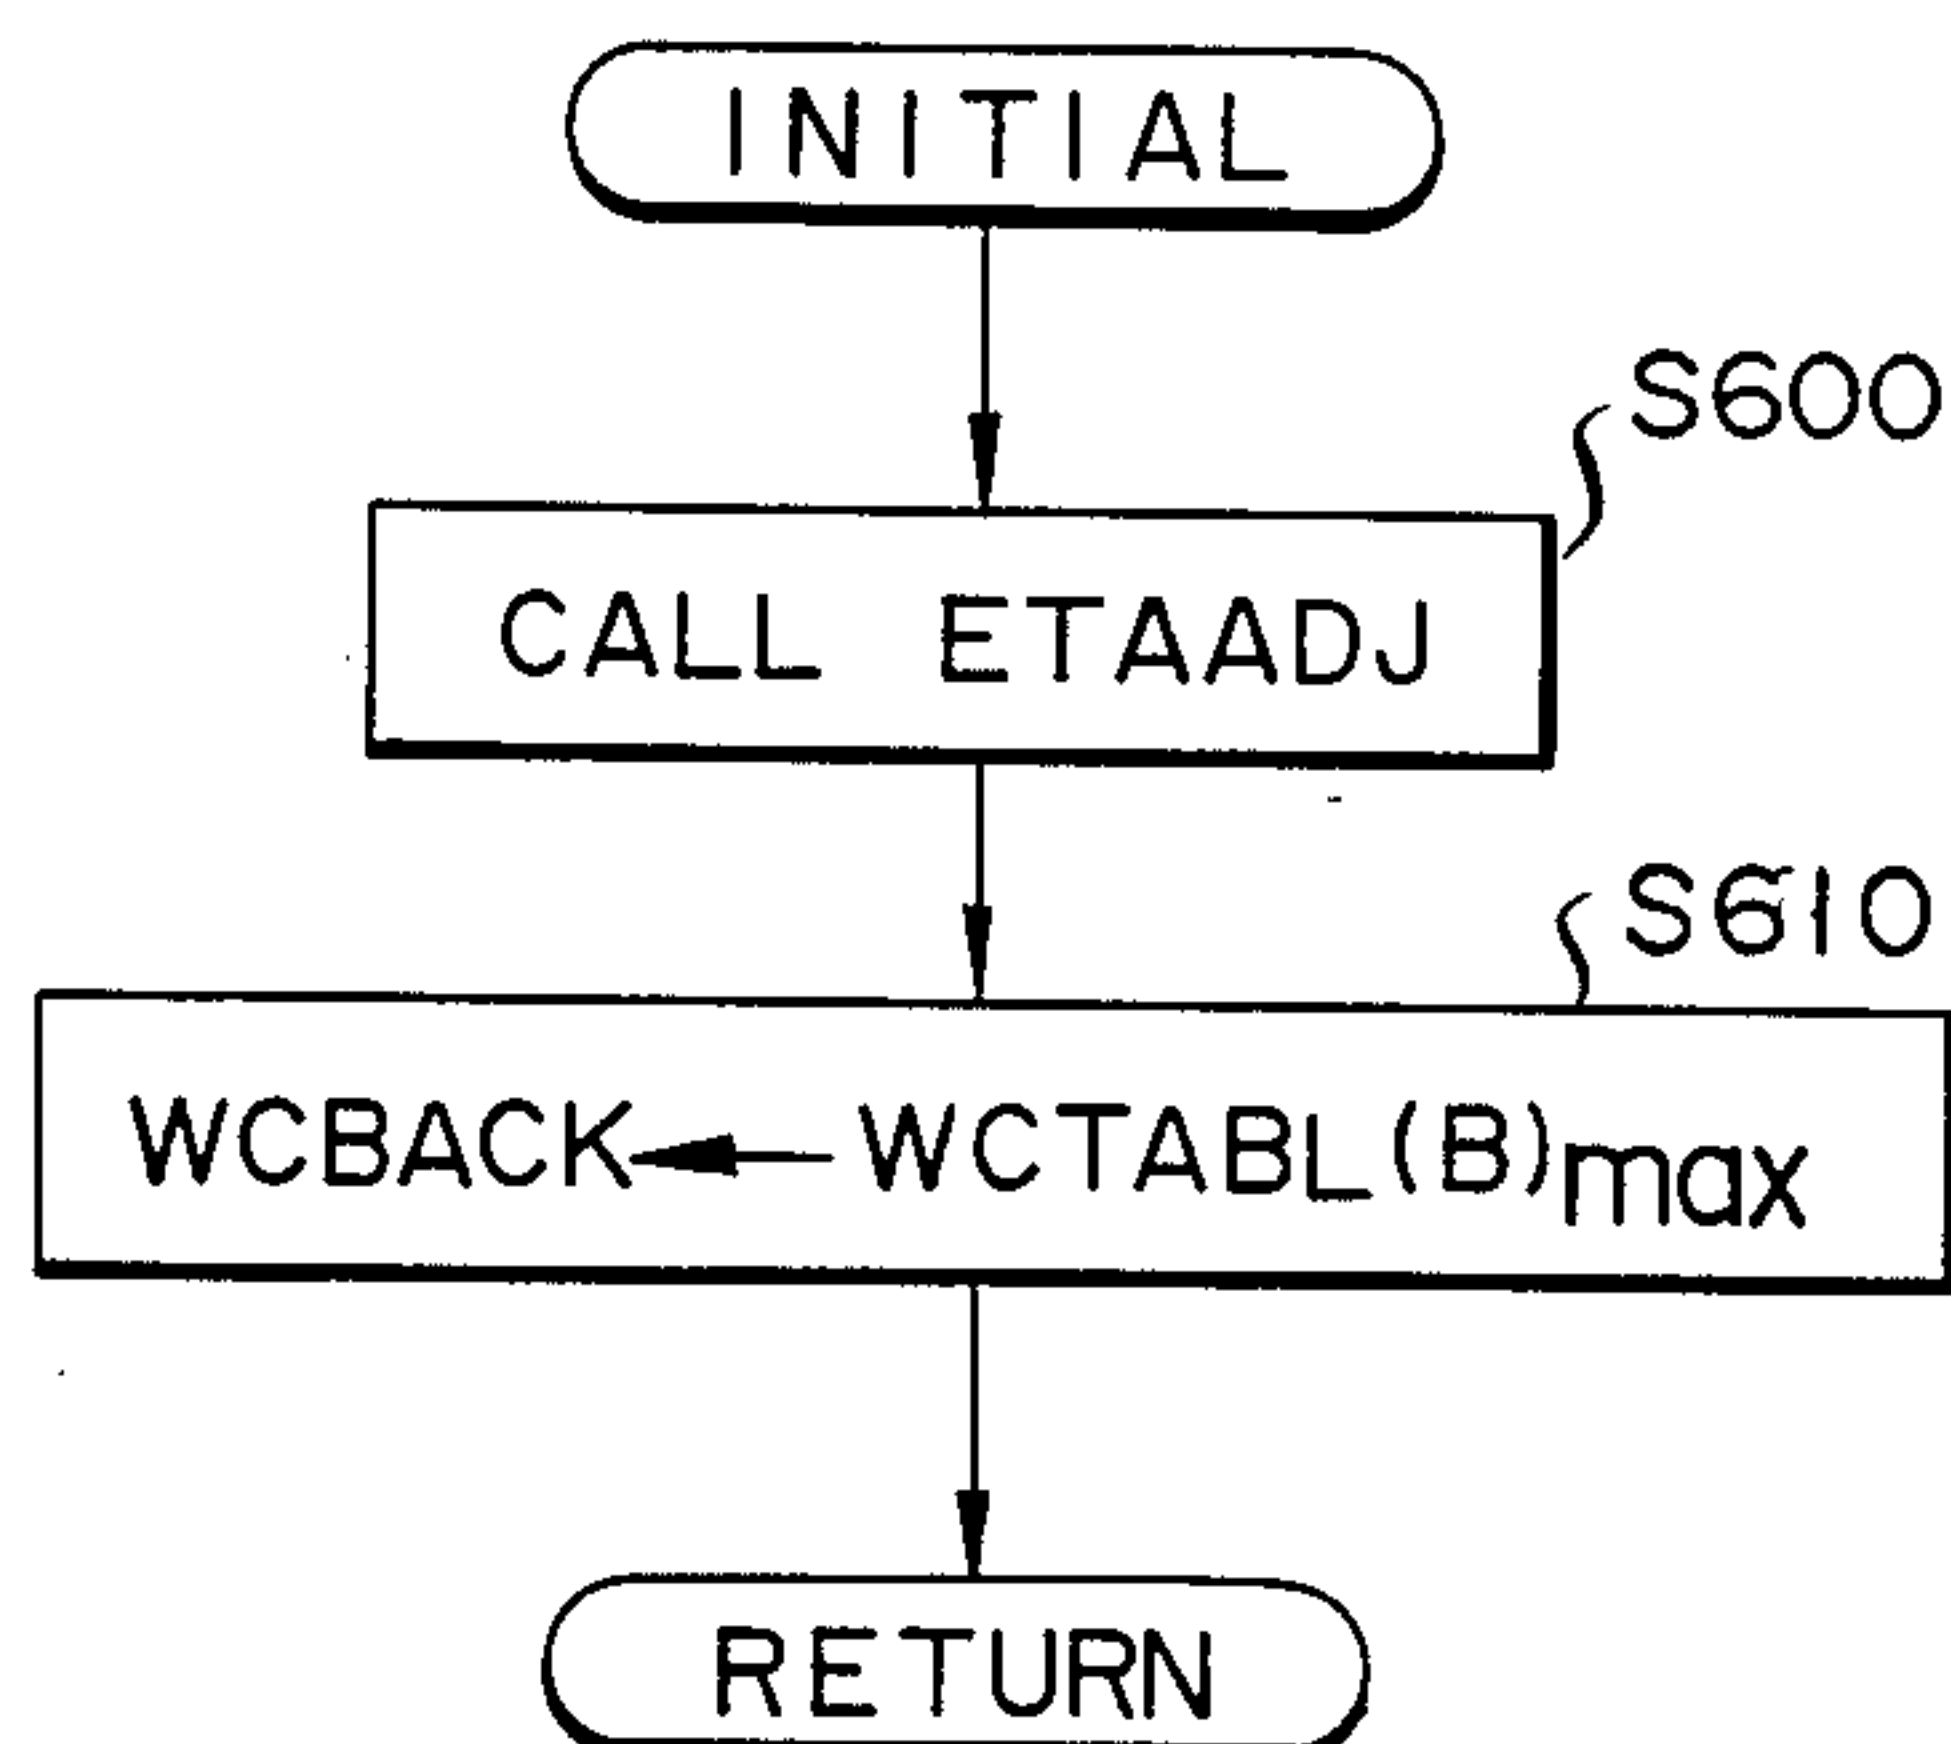 INITIAL
S600
CALL ETAADJ
S610
WCBACK ← WCTABL(B)max
RETURN